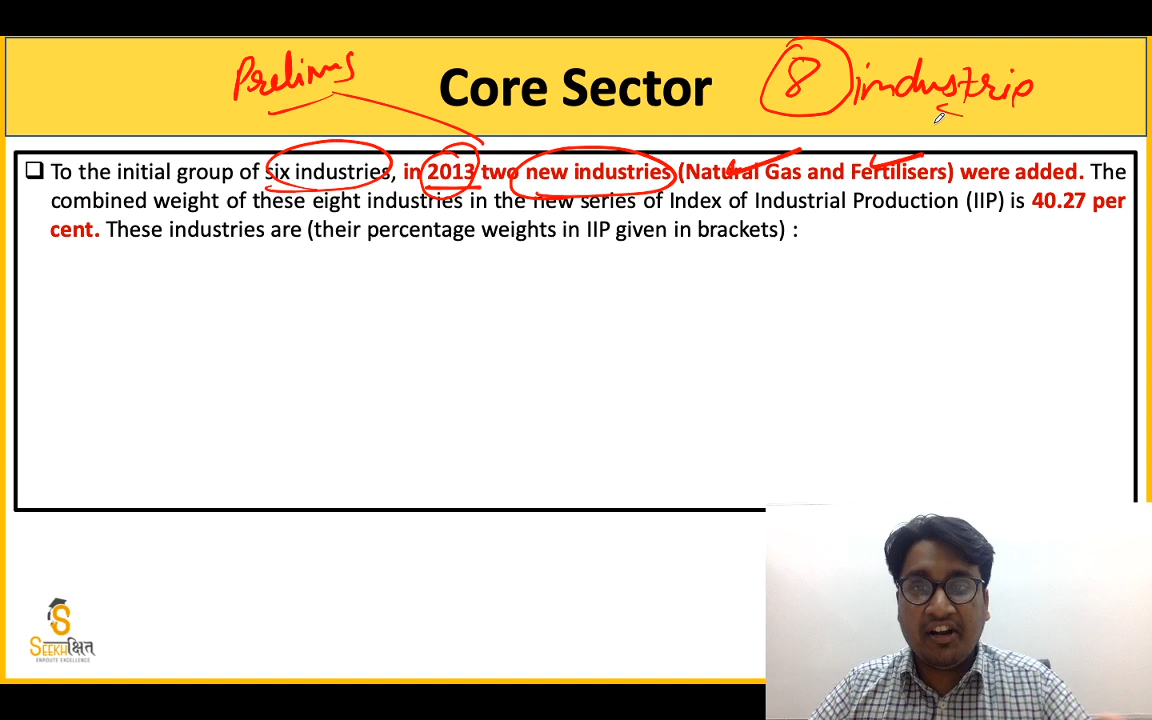 Prelims
Core Sector
8 industries
To the initial group of six industries, in 2013 two new industries (Natural Gas and Fertilisers) were added. The
combined weight of these eight industries in the new series of Index of Industrial Production (IIP) is 40.27 per
cent. These industries are (their percentage weights in IIP given in brackets) :
S
SEEKHक्षित
ENROUTE EXCELLENCE